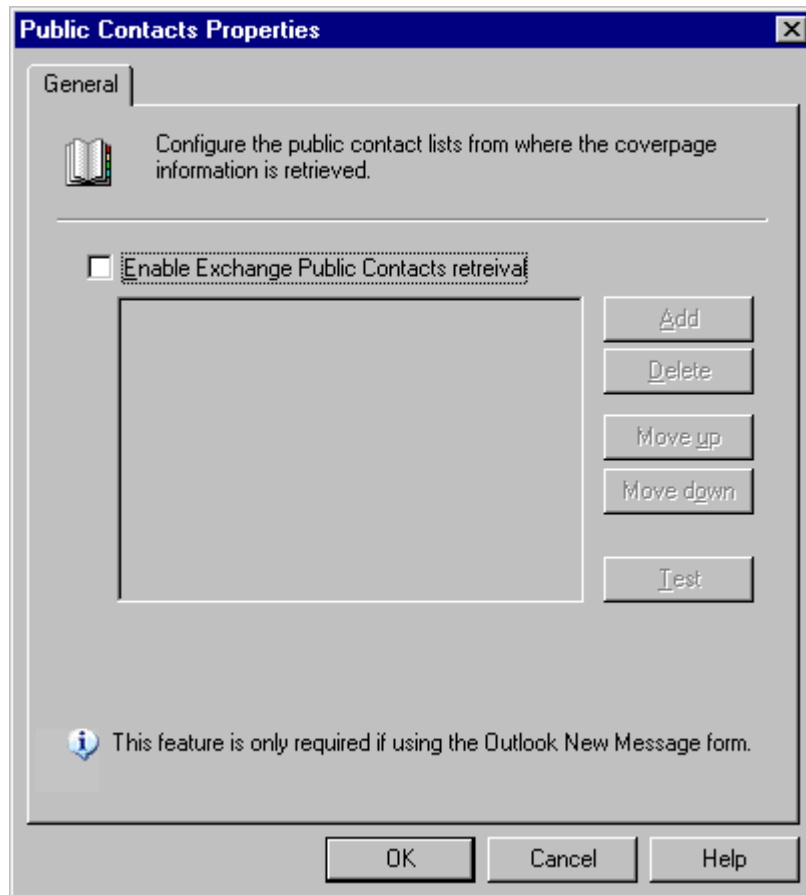 Public Contacts Properties
General
Configure the public contact lists from where the coverpage
information is retrieved.
Enable Exchange Public Contacts retreival
Add
Delete
Move up
Move down
Test
This feature is only required if using the Outlook New Message form.
OK
Cancel
Help